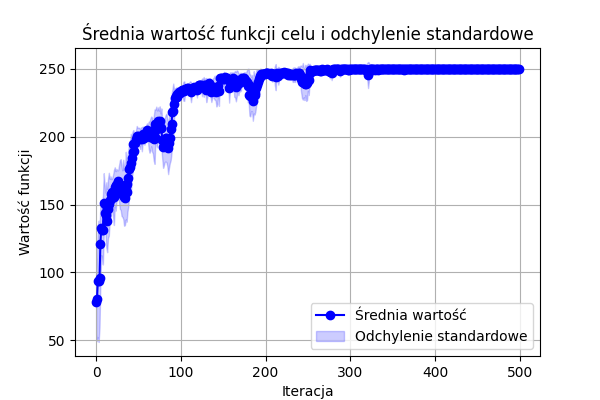 Średnia wartość funkcji celu i odchylenie standardowe
Wartość funkcji
250
200
150
100
50
0 100 200 300 400 500
Iteracja
Średnia wartość
Odchylenie standardowe